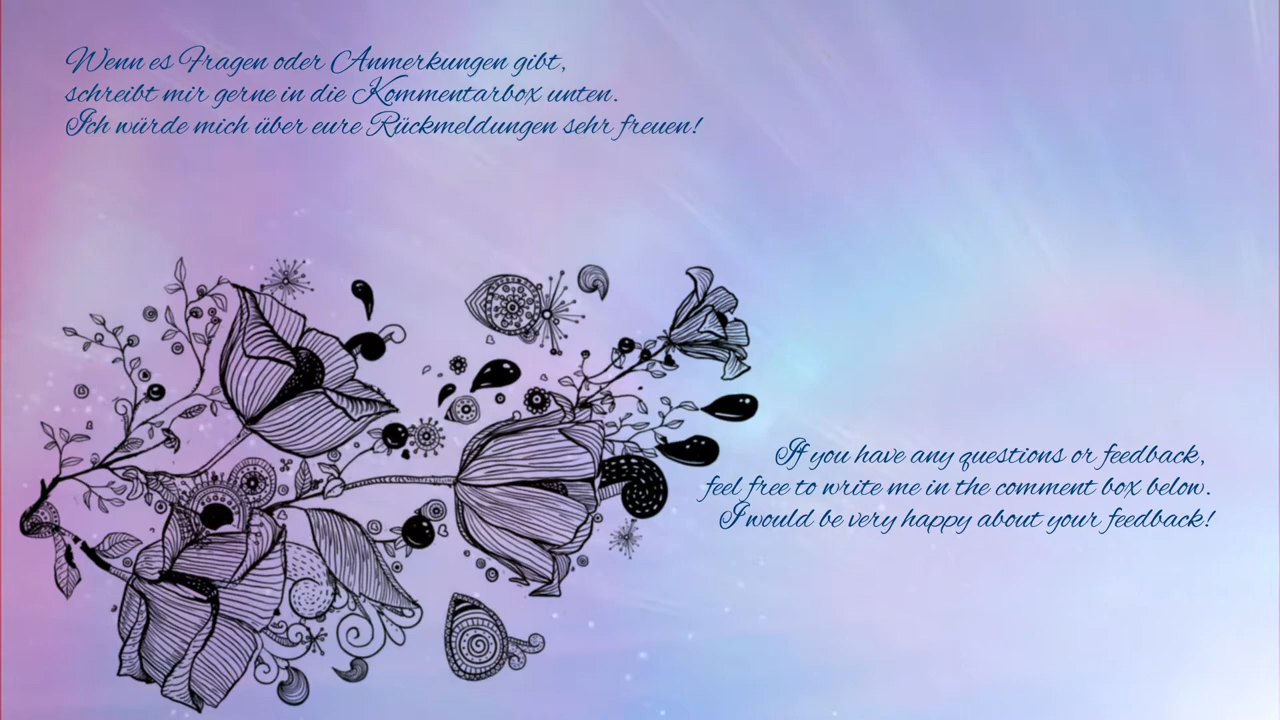 Wenn es Fragen oder Anmerkungen gibt,
schreibt mir gerne in die Kommentarbox unten.
Ich würde mich über eure Rückmeldungen sehr freuen!
If you have any questions or feedback,
feel free to write me in the comment box below.
I would be very happy about your feedback!